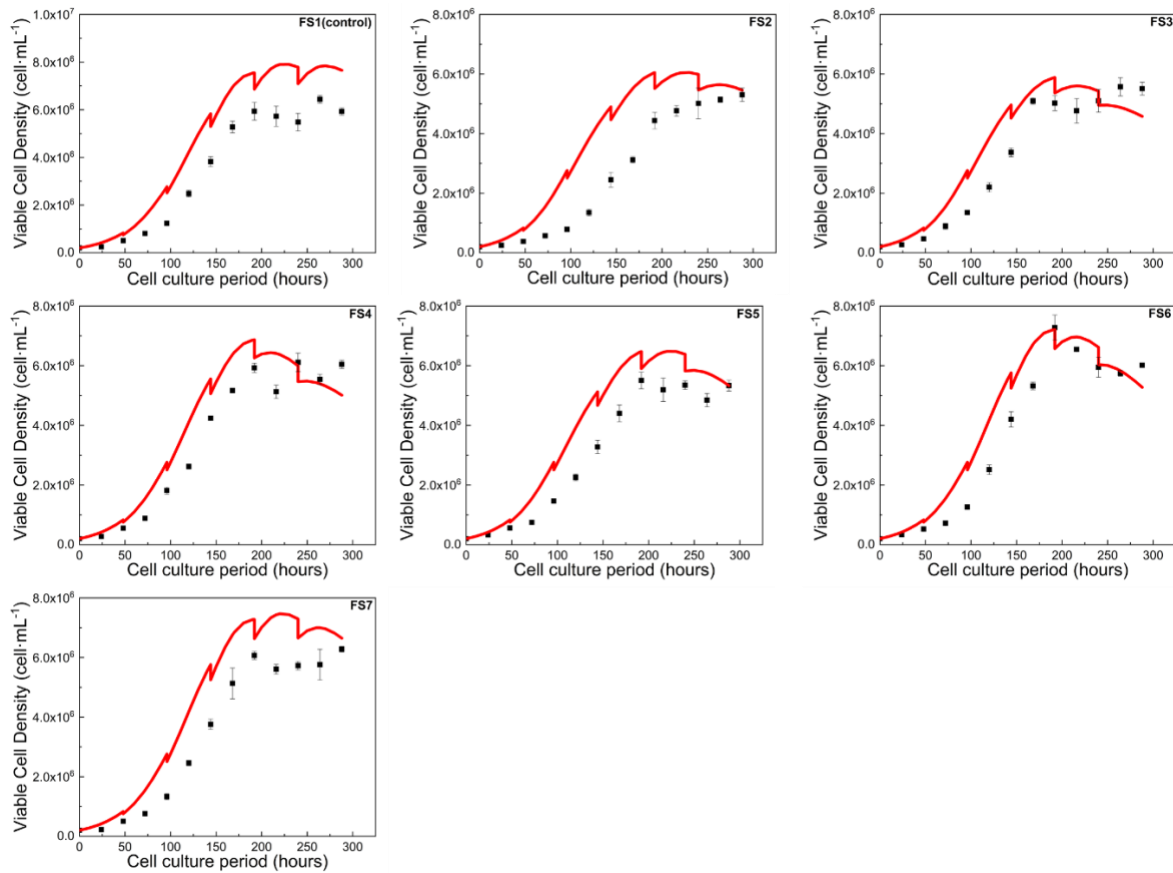 FS1(control)
Viable Cell Density (cell·mL⁻¹)
1.0x10⁷
8.0x10⁶
6.0x10⁶
4.0x10⁶
2.0x10⁶
0.0
0 50 100 150 200 250 300
Cell culture period (hours)
FS2
Viable Cell Density (cell·mL⁻¹)
8.0x10⁶
6.0x10⁶
4.0x10⁶
2.0x10⁶
0.0
0 50 100 150 200 250 300
Cell culture period (hours)
FS3
Viable Cell Density (cell·mL⁻¹)
8.0x10⁶
6.0x10⁶
4.0x10⁶
2.0x10⁶
0.0
0 50 100 150 200 250 300
Cell culture period (hours)
FS4
Viable Cell Density (cell·mL⁻¹)
8.0x10⁶
6.0x10⁶
4.0x10⁶
2.0x10⁶
0.0
0 50 100 150 200 250 300
Cell culture period (hours)
FS5
Viable Cell Density (cell·mL⁻¹)
8.0x10⁶
6.0x10⁶
4.0x10⁶
2.0x10⁶
0.0
0 50 100 150 200 250 300
Cell culture period (hours)
FS6
Viable Cell Density (cell·mL⁻¹)
8.0x10⁶
6.0x10⁶
4.0x10⁶
2.0x10⁶
0.0
0 50 100 150 200 250 300
Cell culture period (hours)
FS7
Viable Cell Density (cell·mL⁻¹)
8.0x10⁶
6.0x10⁶
4.0x10⁶
2.0x10⁶
0.0
0 50 100 150 200 250 300
Cell culture period (hours)